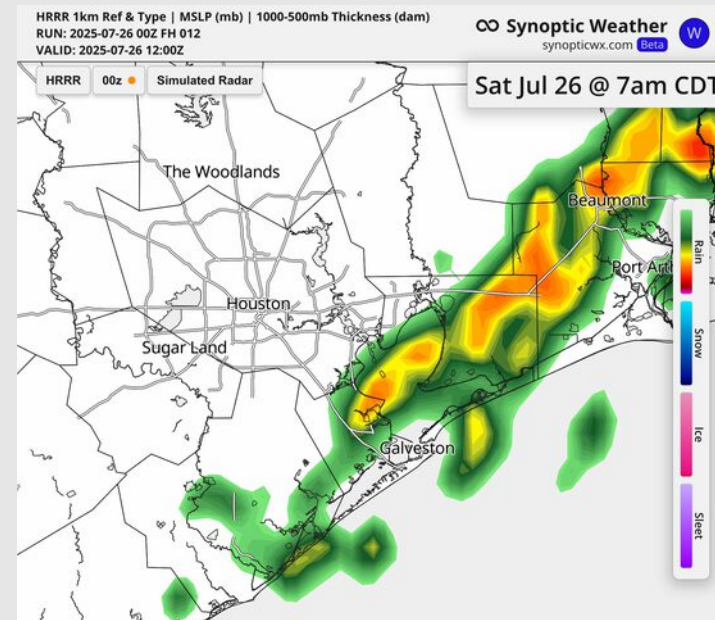 HRRR 1km Ref & Type | MSLP (mb) | 1000-500mb Thickness (dam)
RUN: 2025-07-26 00Z FH 012
VALID: 2025-07-26 12:00Z
Synoptic Weather
synopticwx.com Beta
W
HRRR
00z
Simulated Radar
Sat Jul 26 @ 7am CDT
The Woodlands
Beaumont
Port Art
Houston
Sugar Land
Galveston
Rain
Snow
Ice
Sleet